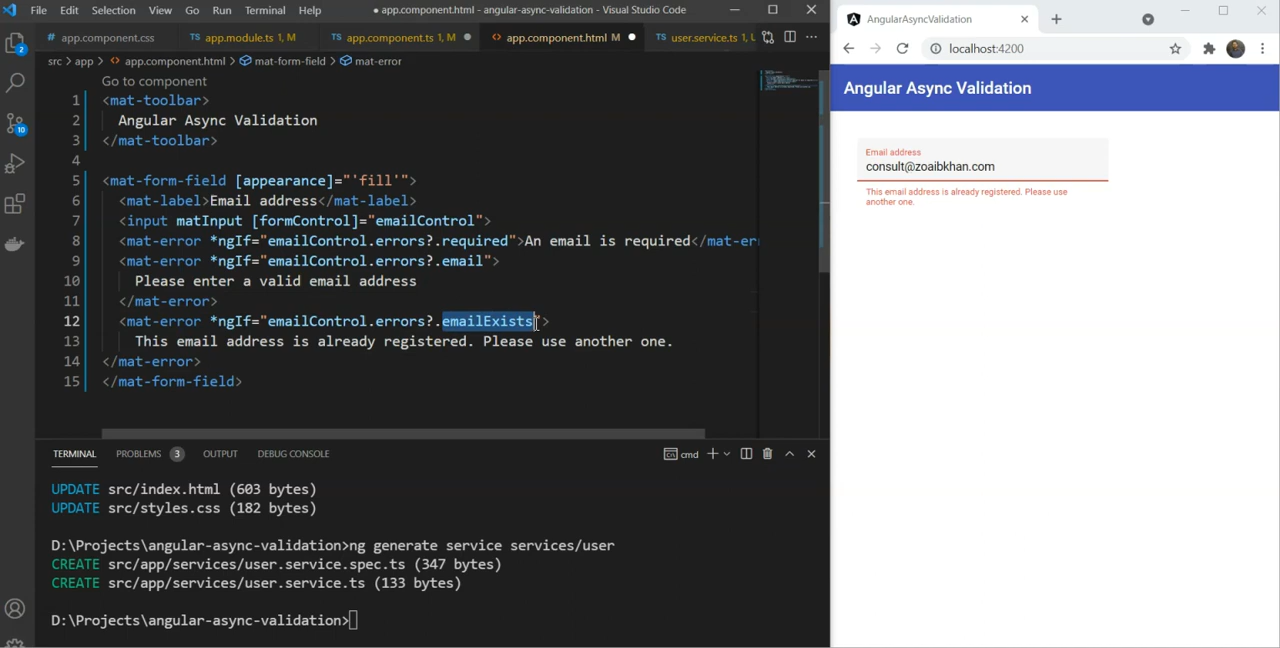 File Edit Selection View Go Run Terminal Help
● app.component.html - angular-async-validation - Visual Studio Code
# app.component.css TS app.module.ts 1, M TS app.component.ts 1, M ● <> app.component.html M ● TS user.service.ts 1, U
src > app > <> app.component.html > mat-form-field > mat-error
Go to component
1 <mat-toolbar>
2 Angular Async Validation
3 </mat-toolbar>
4
5 <mat-form-field [appearance]="'fill'">
6 <mat-label>Email address</mat-label>
7 <input matInput [formControl]="emailControl">
8 <mat-error *ngIf="emailControl.errors?.required">An email is required</mat-err
9 <mat-error *ngIf="emailControl.errors?.email">
10 Please enter a valid email address
11 </mat-error>
12 <mat-error *ngIf="emailControl.errors?.emailExists">
13 This email address is already registered. Please use another one.
14 </mat-error>
15 </mat-form-field>
2
10
TERMINAL PROBLEMS 3 OUTPUT DEBUG CONSOLE cmd
UPDATE src/index.html (603 bytes)
UPDATE src/styles.css (182 bytes)
D:\Projects\angular-async-validation>ng generate service services/user
CREATE src/app/services/user.service.spec.ts (347 bytes)
CREATE src/app/services/user.service.ts (133 bytes)
D:\Projects\angular-async-validation>
AngularAsyncValidation
localhost:4200
Angular Async Validation
Email address
consult@zoaibkhan.com
This email address is already registered. Please use
another one.